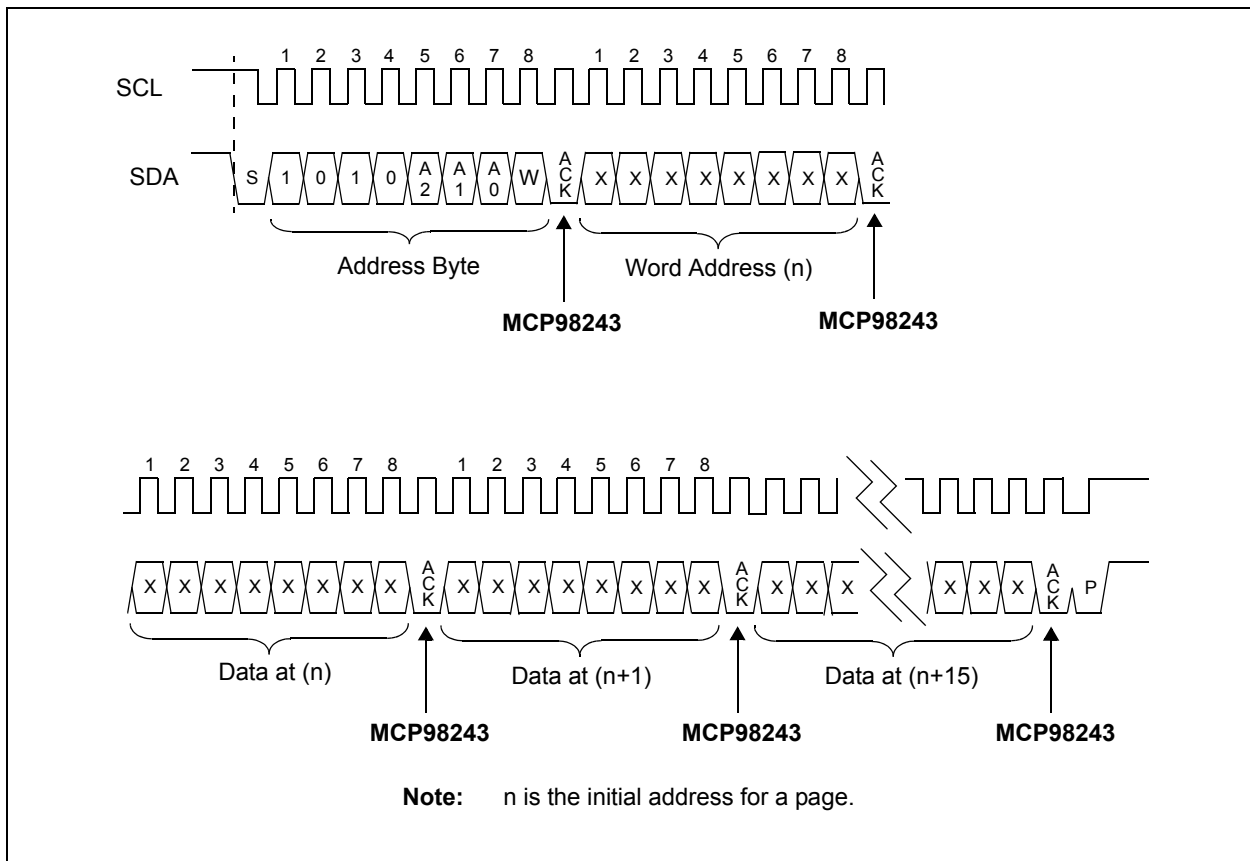 1 2 3 4 5 6 7 8 1 2 3 4 5 6 7 8
SCL
SDA S 1 0 1 0 A2 A1 A0 W ACK X X X X X X X X ACK
Address Byte Word Address (n)
MCP98243 MCP98243
1 2 3 4 5 6 7 8 1 2 3 4 5 6 7 8
X X X X X X X X ACK X X X X X X X X ACK X X X X X X ACK P
Data at (n) Data at (n+1) Data at (n+15)
MCP98243 MCP98243 MCP98243
Note: n is the initial address for a page.